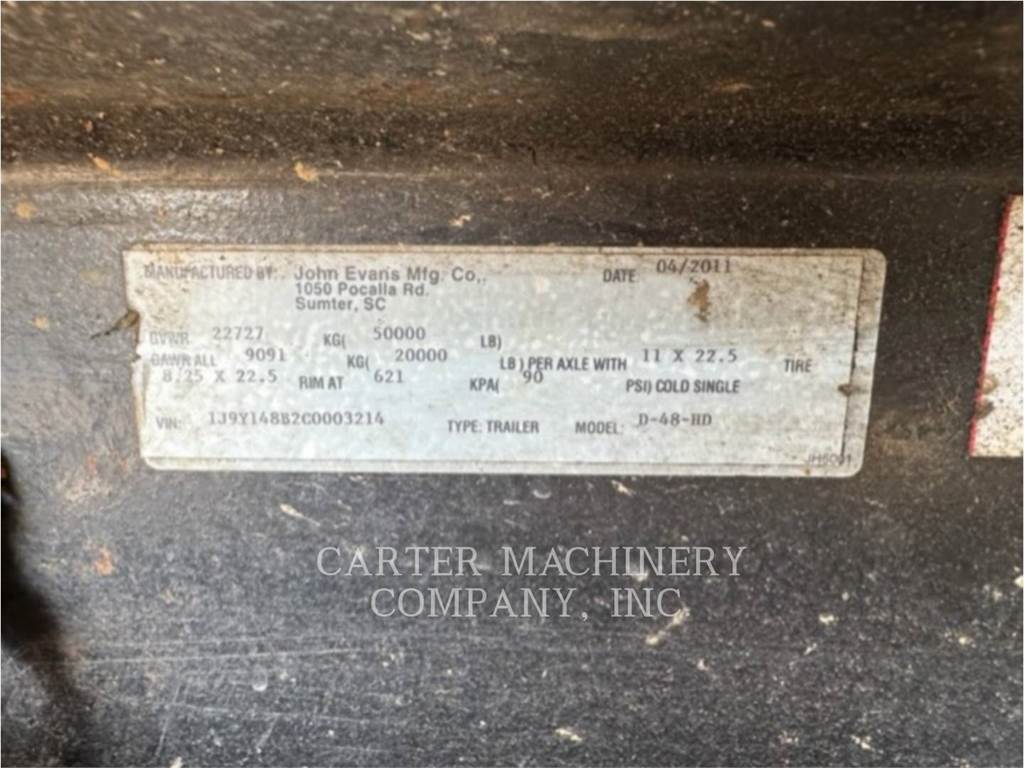 MANUFACTURED BY: John Evans Mfg. Co., DATE 04/2011
1050 Pocalla Rd.
Sumter, SC
GVWR 22727 KG( 50000 LB)
GAWR ALL 9091 KG( 20000 LB) PER AXLE WITH 11 X 22.5 TIRE
8.25 X 22.5 RIM AT 621 KPA( 90 PSI) COLD SINGLE
VIN: 1J9Y148B2C0003214 TYPE: TRAILER MODEL: D-48-HD
CARTER MACHINERY
COMPANY, INC